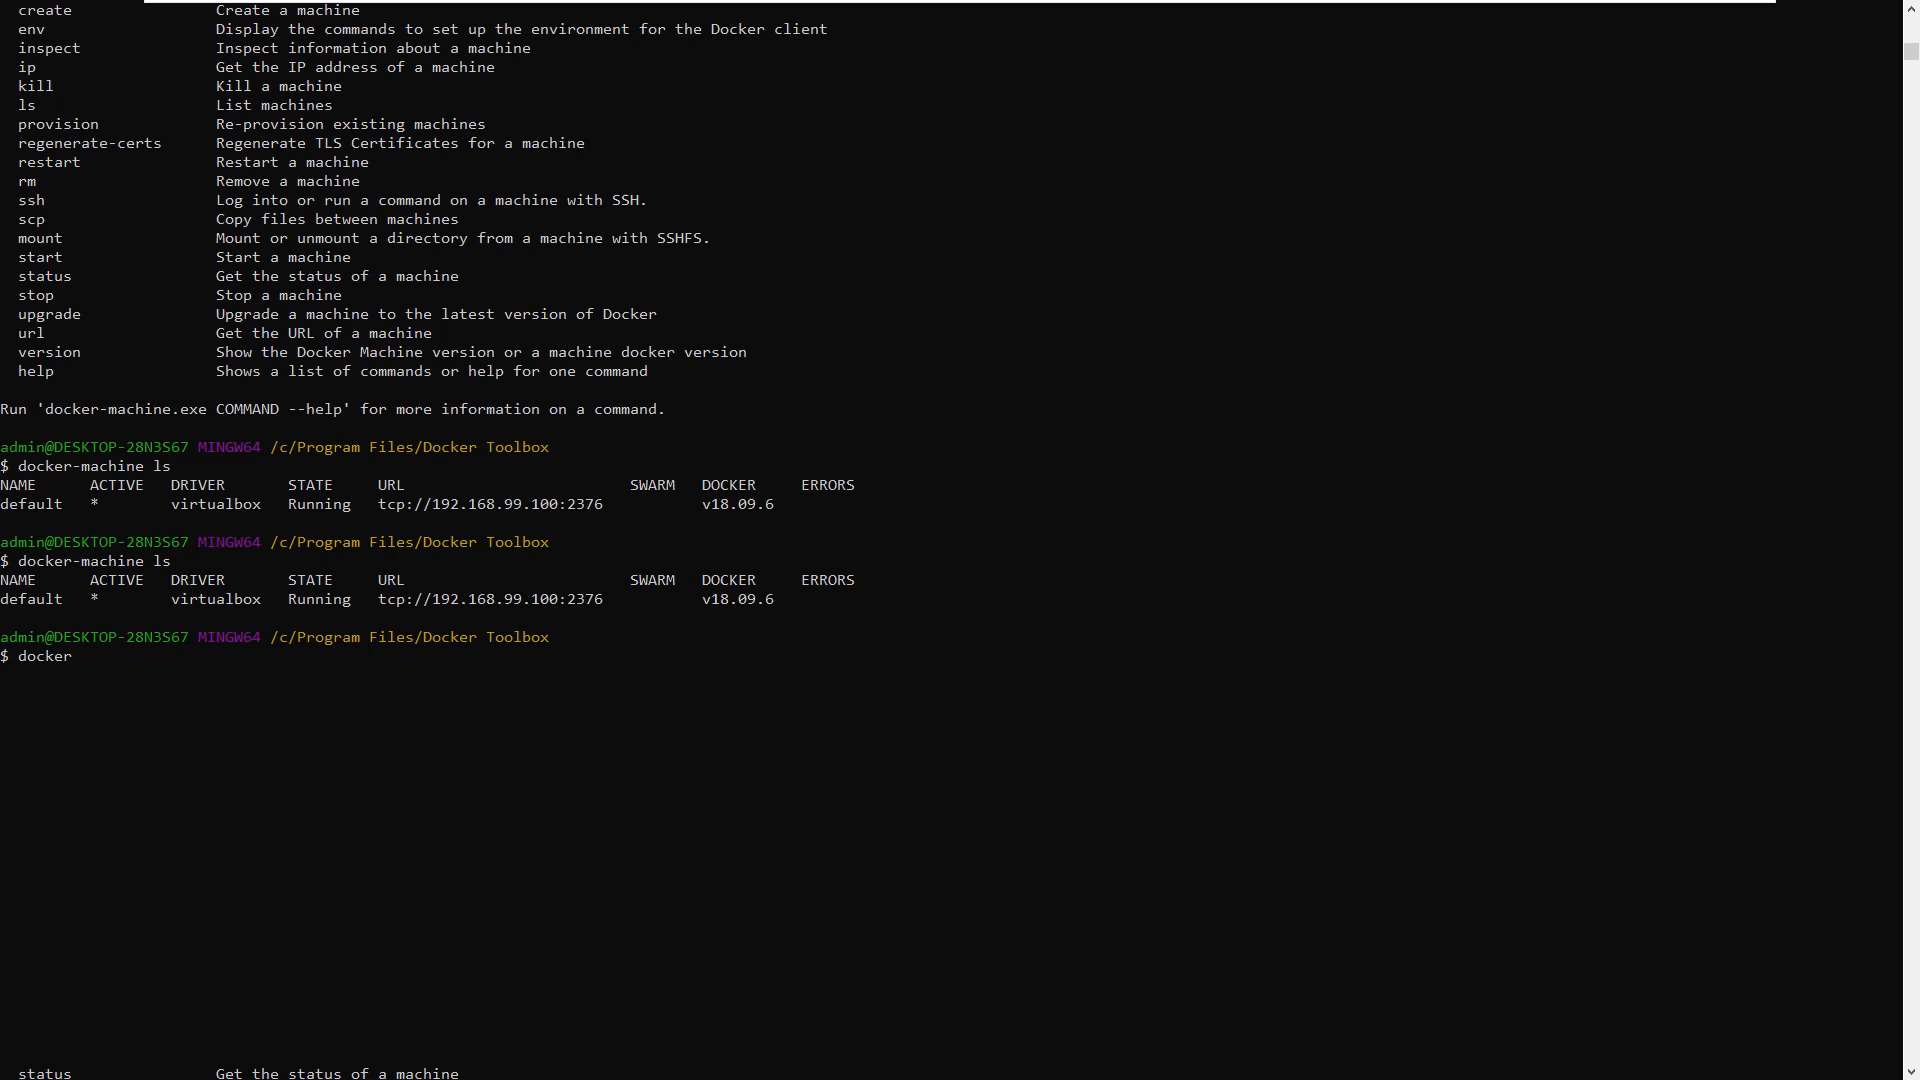 create                Create a machine
env                   Display the commands to set up the environment for the Docker client
inspect               Inspect information about a machine
ip                    Get the IP address of a machine
kill                  Kill a machine
ls                    List machines
provision             Re-provision existing machines
regenerate-certs      Regenerate TLS Certificates for a machine
restart               Restart a machine
rm                    Remove a machine
ssh                   Log into or run a command on a machine with SSH.
scp                   Copy files between machines
mount                 Mount or unmount a directory from a machine with SSHFS.
start                 Start a machine
status                Get the status of a machine
stop                  Stop a machine
upgrade               Upgrade a machine to the latest version of Docker
url                   Get the URL of a machine
version               Show the Docker Machine version or a machine docker version
help                  Shows a list of commands or help for one command
Run 'docker-machine.exe COMMAND --help' for more information on a command.
admin@DESKTOP-28N3S67 MINGW64 /c/Program Files/Docker Toolbox
$ docker-machine ls
NAME      ACTIVE   DRIVER       STATE     URL                         SWARM   DOCKER     ERRORS
default   *        virtualbox   Running   tcp://192.168.99.100:2376           v18.09.6
admin@DESKTOP-28N3S67 MINGW64 /c/Program Files/Docker Toolbox
$ docker-machine ls
NAME      ACTIVE   DRIVER       STATE     URL                         SWARM   DOCKER     ERRORS
default   *        virtualbox   Running   tcp://192.168.99.100:2376           v18.09.6
admin@DESKTOP-28N3S67 MINGW64 /c/Program Files/Docker Toolbox
$ docker
status                Get the status of a machine